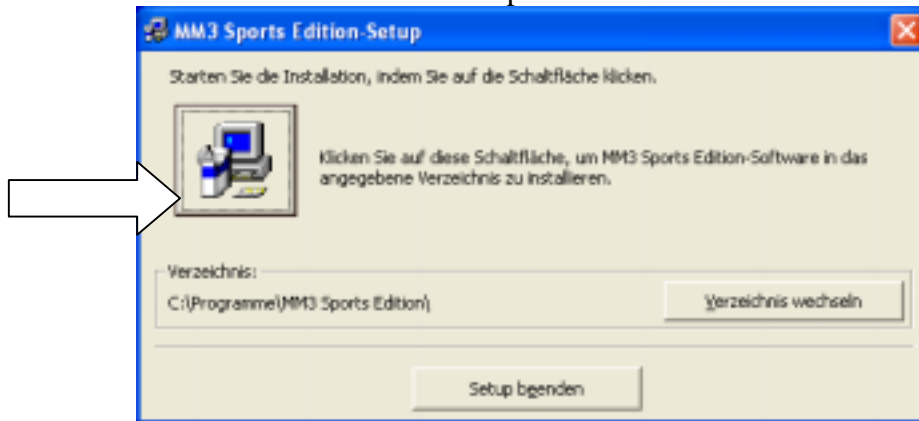 MM3 Sports Edition-Setup
Starten Sie die Installation, indem Sie auf die Schaltfläche klicken.
Klicken Sie auf diese Schaltfläche, um MM3 Sports Edition-Software in das
angegebene Verzeichnis zu installieren.
Verzeichnis:
C:\Programme\MM3 Sports Edition\
Verzeichnis wechseln
Setup beenden